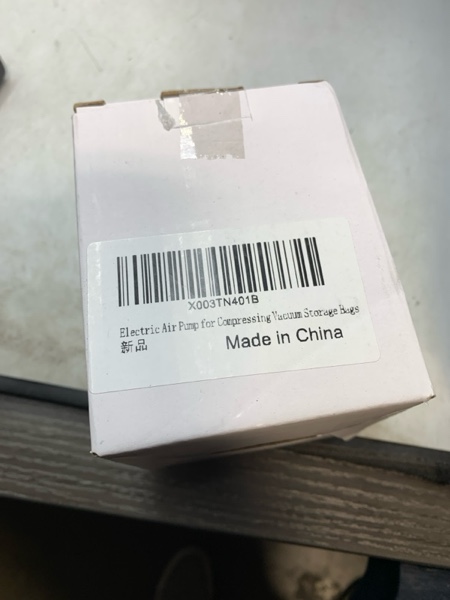 X003TN401B
Electric Air Pump for Compressing Vacuum Storage Bags
新品
Made in China